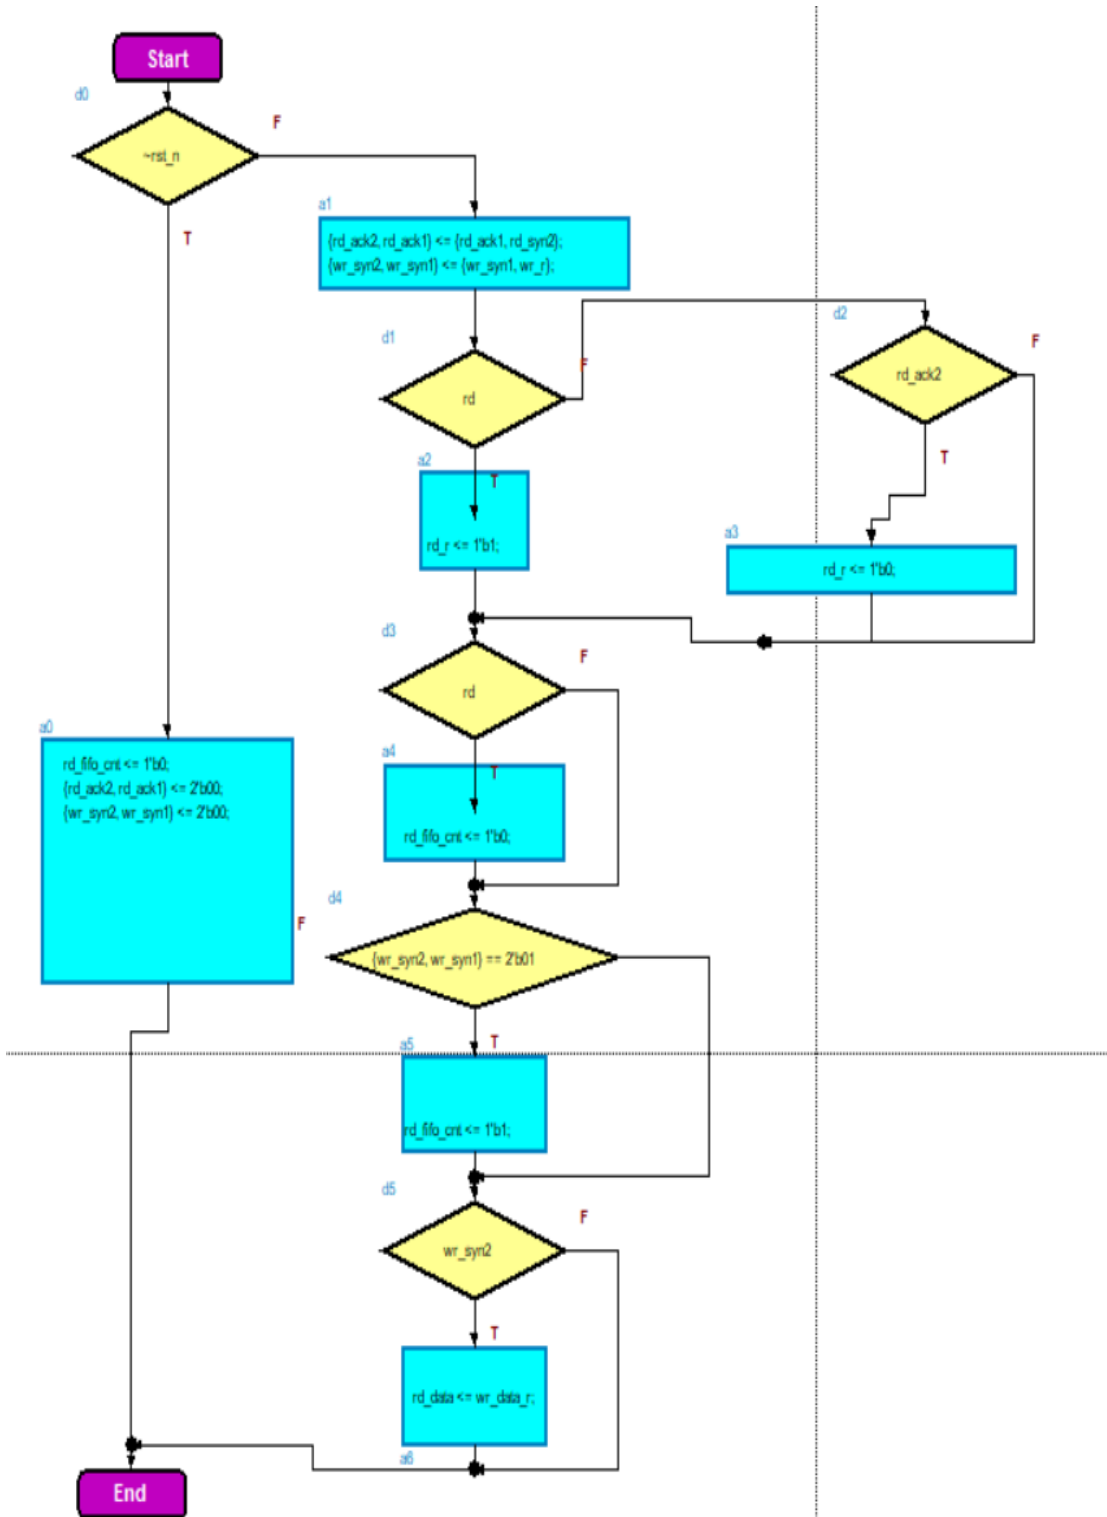 Start
d0
~rst_n
F
T
a1
{rd_ack2, rd_ack1} <= {rd_ack1, rd_syn2};
{wr_syn2, wr_syn1} <= {wr_syn1, wr_r};
d1
rd
F
T
d2
rd_ack2
F
T
a2
rd_r <= 1'b1;
a3
rd_r <= 1'b0;
d3
rd
F
T
a0
rd_fifo_cnt <= 1'b0;
{rd_ack2, rd_ack1} <= 2'b00;
{wr_syn2, wr_syn1} <= 2'b00;
a4
rd_fifo_cnt <= 1'b0;
d4
F
{wr_syn2, wr_syn1} == 2'b01
T
a5
rd_fifo_cnt <= 1'b1;
d5
wr_syn2
F
T
rd_data <= wr_data_r;
a6
End